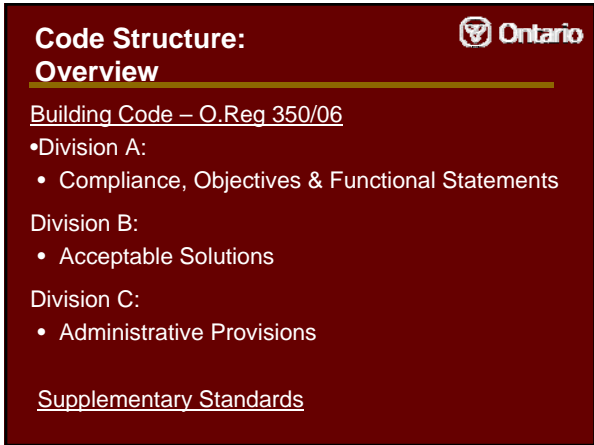 Code Structure:
Overview
Ontario
Building Code – O.Reg 350/06
•Division A:
• Compliance, Objectives & Functional Statements
Division B:
• Acceptable Solutions
Division C:
• Administrative Provisions
Supplementary Standards